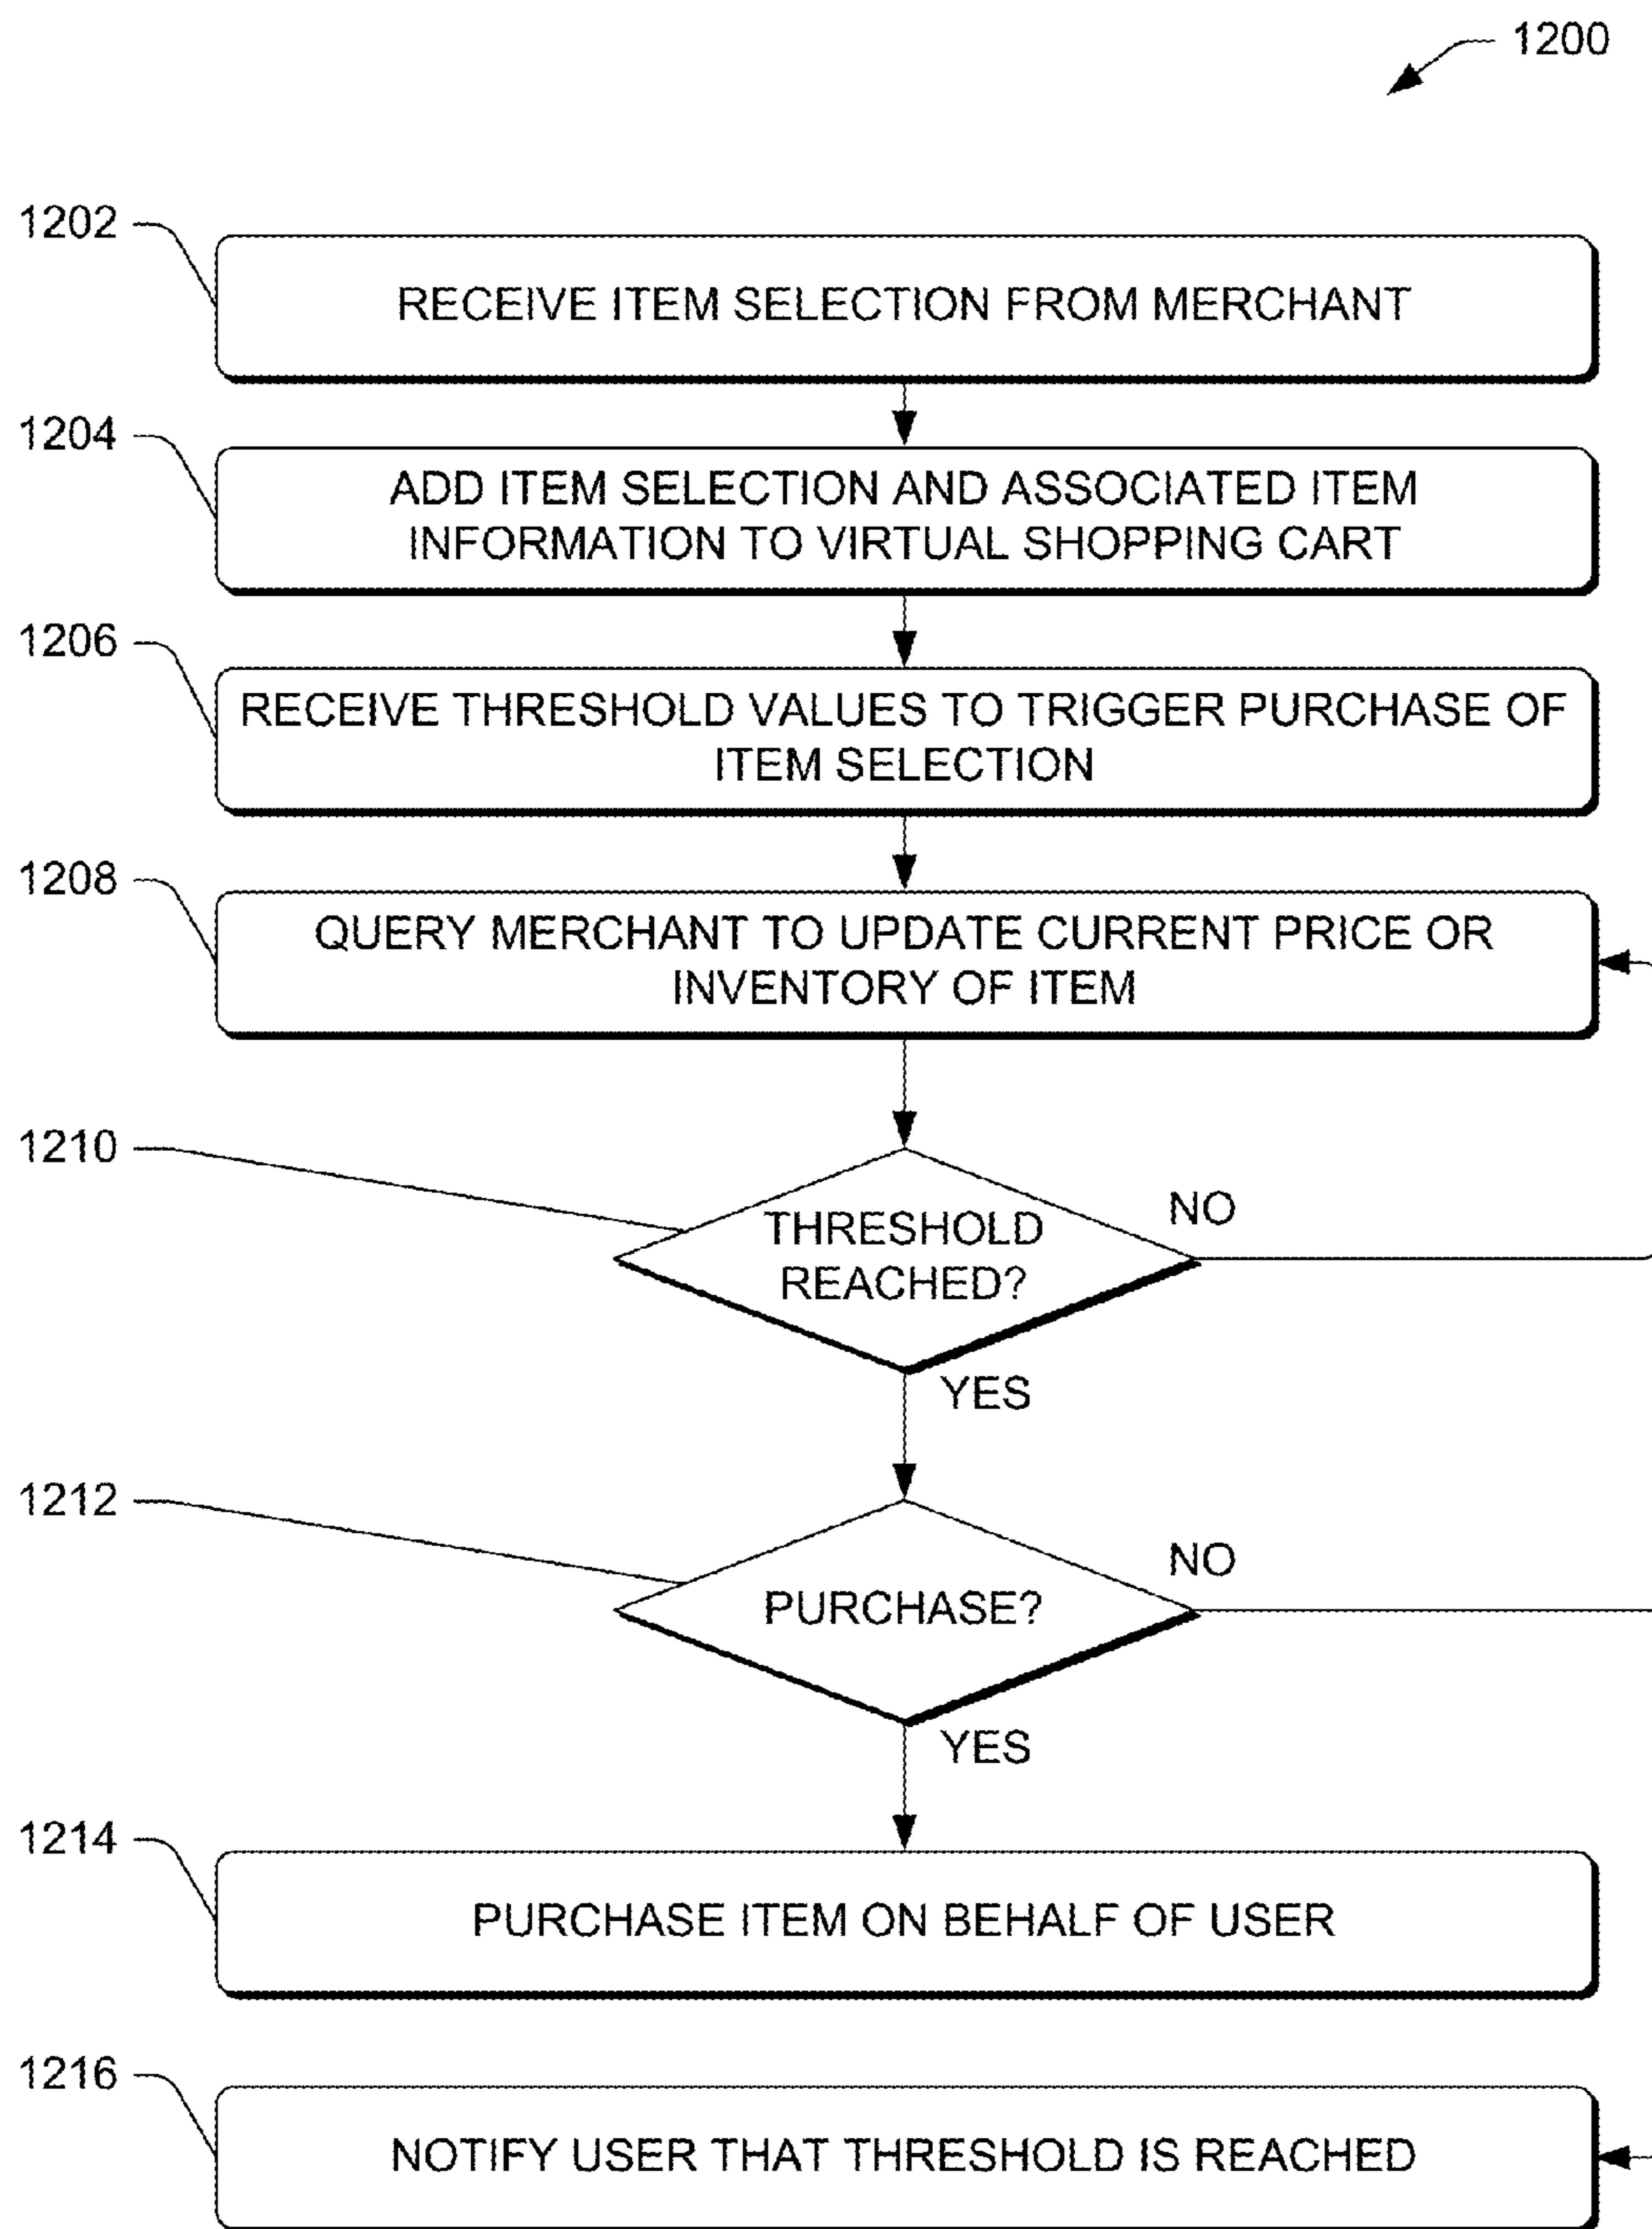 1200
1202
RECEIVE ITEM SELECTION FROM MERCHANT
1204
ADD ITEM SELECTION AND ASSOCIATED ITEM
INFORMATION TO VIRTUAL SHOPPING CART
1206
RECEIVE THRESHOLD VALUES TO TRIGGER PURCHASE OF
ITEM SELECTION
1208
QUERY MERCHANT TO UPDATE CURRENT PRICE OR
INVENTORY OF ITEM
1210
THRESHOLD
REACHED?
NO
YES
1212
PURCHASE?
NO
YES
1214
PURCHASE ITEM ON BEHALF OF USER
1216
NOTIFY USER THAT THRESHOLD IS REACHED